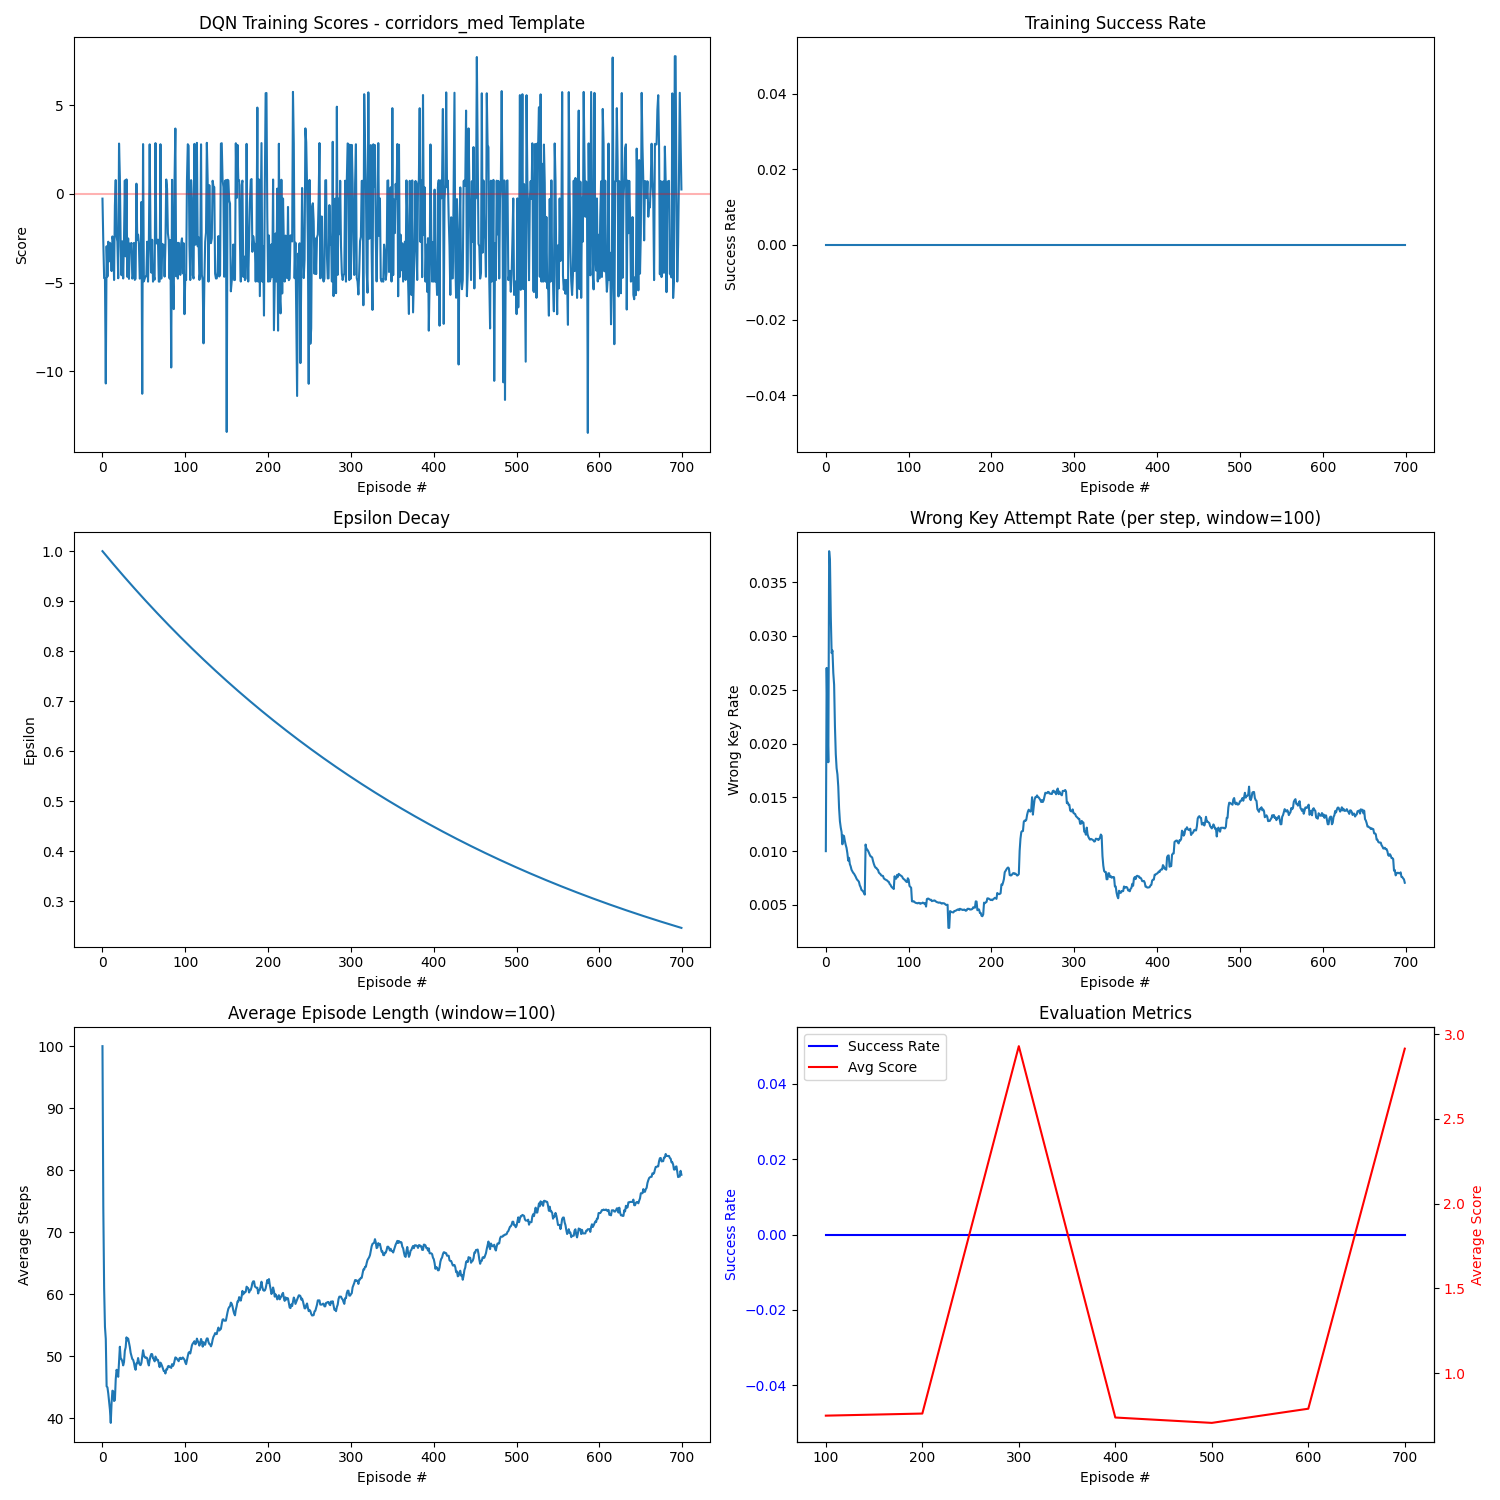 DQN Training Scores - corridors_med Template
Score
5
0
−5
−10
0 100 200 300 400 500 600 700
Episode #
Training Success Rate
Success Rate
0.04
0.02
0.00
−0.02
−0.04
0 100 200 300 400 500 600 700
Episode #
Epsilon Decay
Epsilon
1.0
0.9
0.8
0.7
0.6
0.5
0.4
0.3
0 100 200 300 400 500 600 700
Episode #
Wrong Key Attempt Rate (per step, window=100)
Wrong Key Rate
0.035
0.030
0.025
0.020
0.015
0.010
0.005
0 100 200 300 400 500 600 700
Episode #
Average Episode Length (window=100)
Average Steps
100
90
80
70
60
50
40
0 100 200 300 400 500 600 700
Episode #
Evaluation Metrics
Success Rate
Avg Score
Success Rate
0.04
0.02
0.00
−0.02
−0.04
3.0
2.5
2.0
1.5
1.0
Average Score
100 200 300 400 500 600 700
Episode #